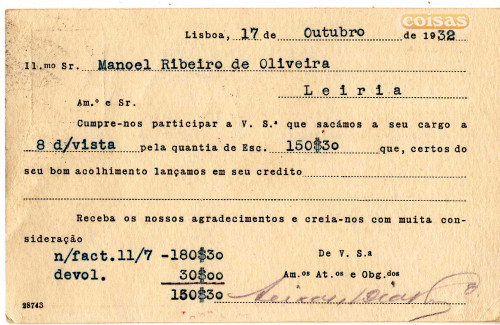 coisas
Lisboa, 17 de Outubro de 1932
Il.mo Sr. Manoel Ribeiro de Oliveira
Leiria
Am.º e Sr.
Cumpre-nos participar a V. S.ª que sacámos a seu cargo a
8 d/vista pela quantia de Esc. 150$30 que, certos do
seu bom acolhimento lançamos em seu credito
Receba os nossos agradecimentos e creia-nos com muita con-
sideração
n/fact.11/7 -180$30 De V. S.a
devol. 30$00 Am.os At.os e Obg.dos
150$30
28745